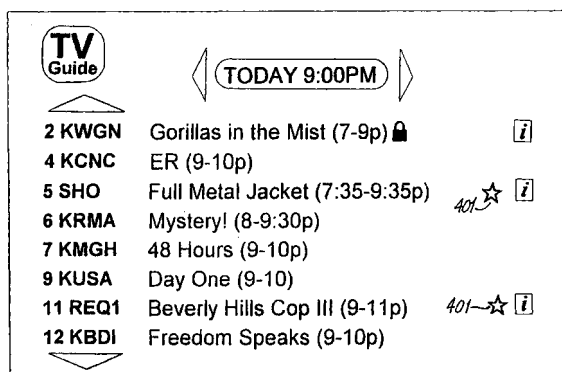 TV
Guide
TODAY 9:00PM
2 KWGN Gorillas in the Mist (7-9p) i
4 KCNC ER (9-10p)
5 SHO Full Metal Jacket (7:35-9:35p) 401 i
6 KRMA Mystery! (8-9:30p)
7 KMGH 48 Hours (9-10p)
9 KUSA Day One (9-10)
11 REQ1 Beverly Hills Cop III (9-11p) 401 i
12 KBDI Freedom Speaks (9-10p)